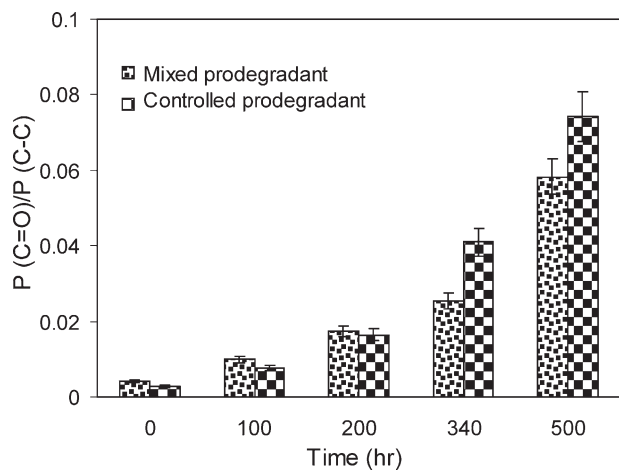 0.1
Mixed prodegradant
Controlled prodegradant
0.08
0.06
0.04
0.02
0
P (C=O)/P (C-C)
0 100 200 340 500
Time (hr)